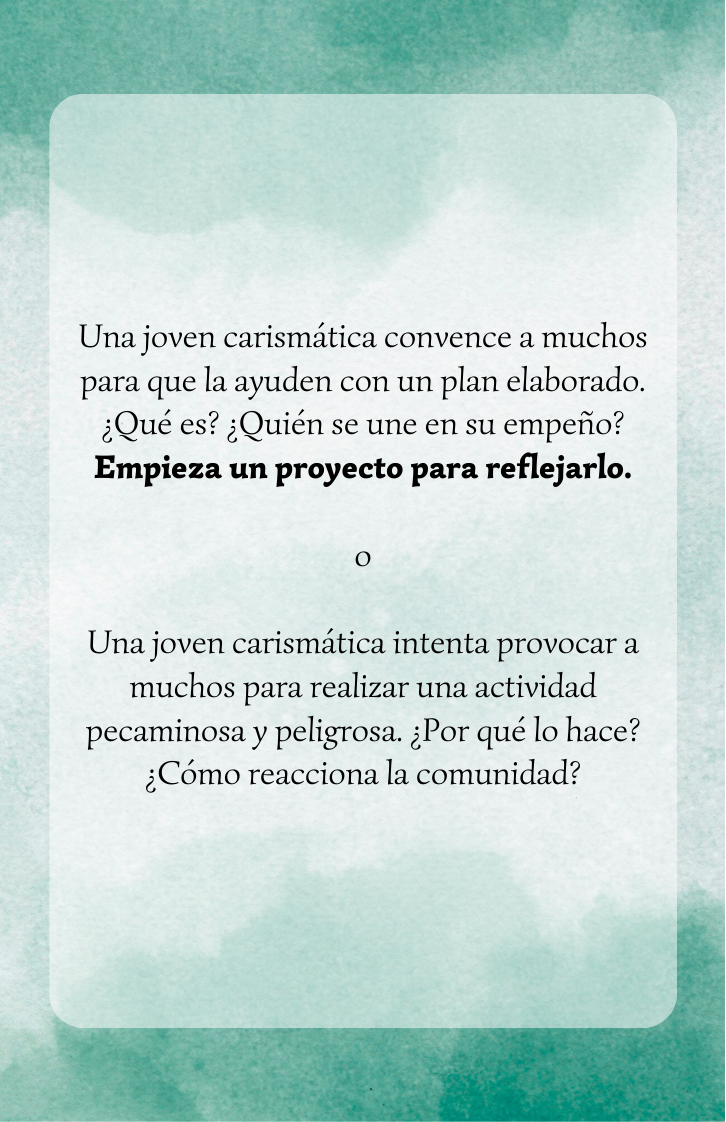 Una joven carismática convence a muchos
para que la ayuden con un plan elaborado.
¿Qué es? ¿Quién se une en su empeño?
Empieza un proyecto para reflejarlo.
o
Una joven carismática intenta provocar a
muchos para realizar una actividad
pecaminosa y peligrosa. ¿Por qué lo hace?
¿Cómo reacciona la comunidad?